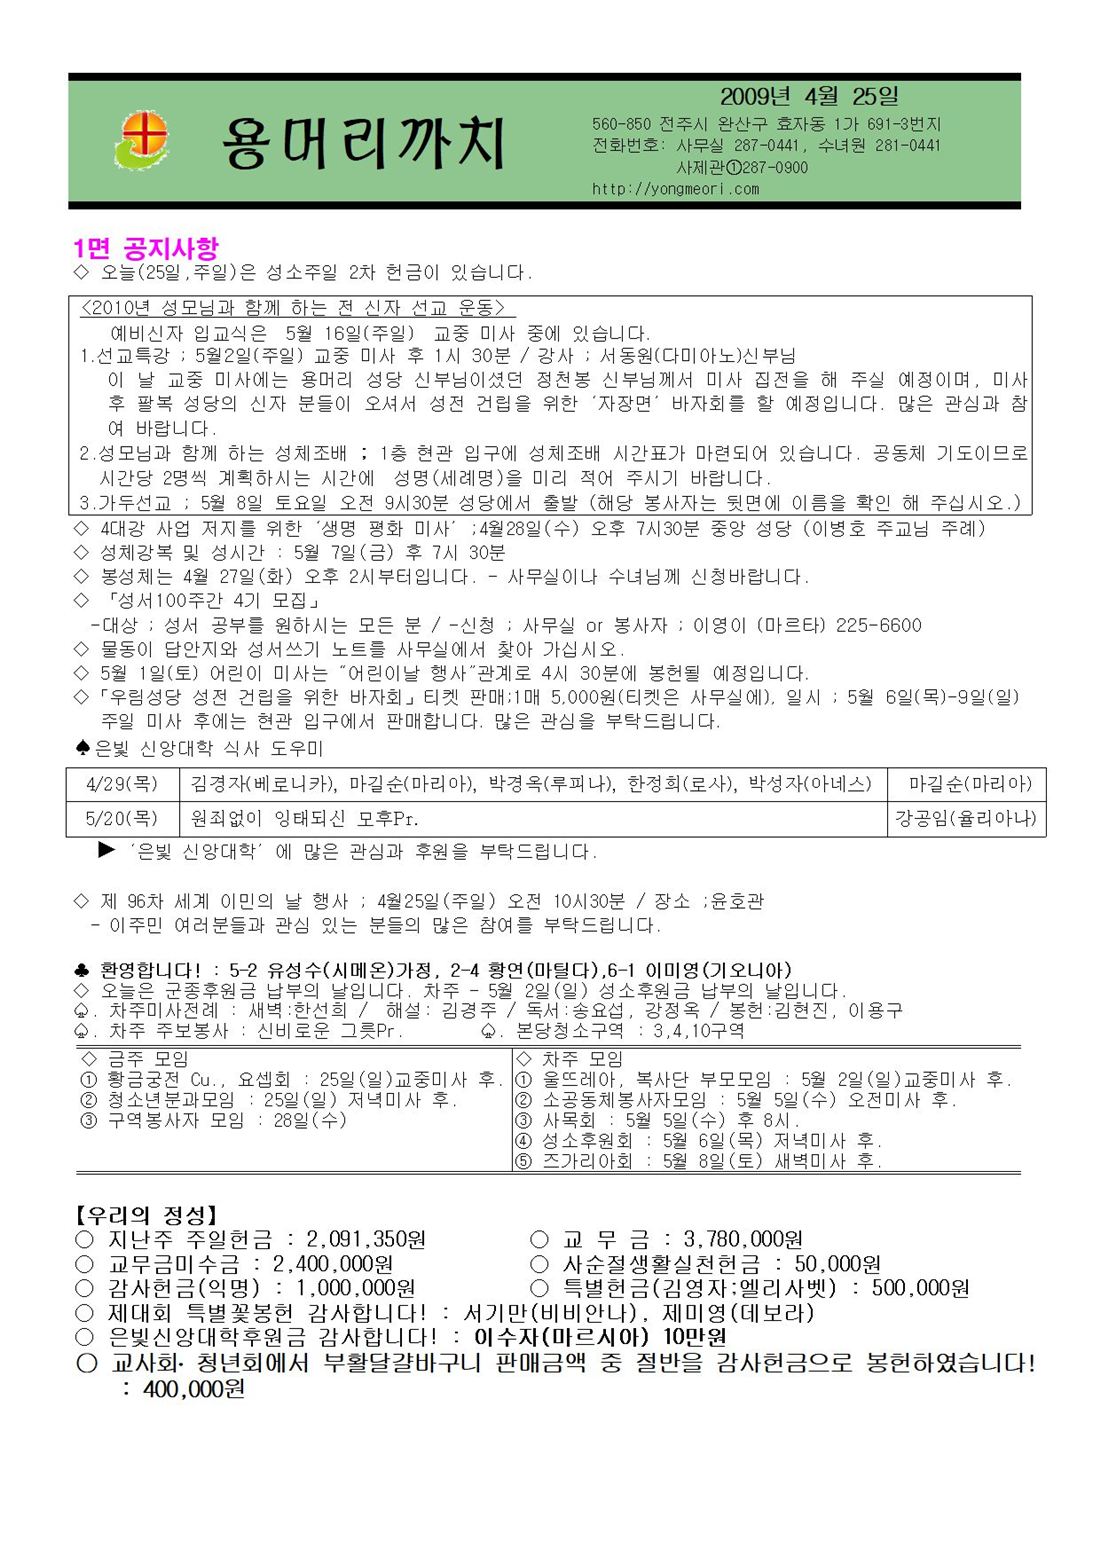 용머리까치
2009년 4월 25일
560-850 전주시 완산구 효자동 1가 691-3번지
전화번호: 사무실 287-0441, 수녀원 281-0441
사제관①287-0900
http://yongmeori.com
1면 공지사항
◇ 오늘(25일,주일)은 성소주일 2차 헌금이 있습니다.
<2010년 성모님과 함께 하는 전 신자 선교 운동>
예비신자 입교식은 5월 16일(주일) 교중 미사 중에 있습니다.
1.선교특강 ; 5월2일(주일) 교중 미사 후 1시 30분 / 강사 ; 서동원(다미아노)신부님
이 날 교중 미사에는 용머리 성당 신부님이셨던 정천봉 신부님께서 미사 집전을 해 주실 예정이며, 미사
후 팔복 성당의 신자 분들이 오셔서 성전 건립을 위한 '자장면' 바자회를 할 예정입니다. 많은 관심과 참
여 바랍니다.
2.성모님과 함께 하는 성체조배 ; 1층 현관 입구에 성체조배 시간표가 마련되어 있습니다. 공동체 기도이므로
시간당 2명씩 계획하시는 시간에 성명(세례명)을 미리 적어 주시기 바랍니다.
3.가두선교 ; 5월 8일 토요일 오전 9시30분 성당에서 출발 (해당 봉사자는 뒷면에 이름을 확인 해 주십시오.)
◇ 4대강 사업 저지를 위한 '생명 평화 미사' ;4월28일(수) 오후 7시30분 중앙 성당 (이병호 주교님 주례)
◇ 성체강복 및 성시간 : 5월 7일(금) 후 7시 30분
◇ 봉성체는 4월 27일(화) 오후 2시부터입니다. - 사무실이나 수녀님께 신청바랍니다.
◇ 「성서100주간 4기 모집」
-대상 ; 성서 공부를 원하시는 모든 분 / -신청 ; 사무실 or 봉사자 ; 이영이 (마르타) 225-6600
◇ 물동이 답안지와 성서쓰기 노트를 사무실에서 찾아 가십시오.
◇ 5월 1일(토) 어린이 미사는 "어린이날 행사"관계로 4시 30분에 봉헌될 예정입니다.
◇「우림성당 성전 건립을 위한 바자회」티켓 판매;1매 5,000원(티켓은 사무실에), 일시 ; 5월 6일(목)-9일(일)
주일 미사 후에는 현관 입구에서 판매합니다. 많은 관심을 부탁드립니다.
♠은빛 신앙대학 식사 도우미
4/29(목) 김경자(베로니카), 마길순(마리아), 박경옥(루피나), 한정희(로사), 박성자(아네스) 마길순(마리아)
5/20(목) 원죄없이 잉태되신 모후Pr. 강공임(율리아나)
▶ '은빛 신앙대학' 에 많은 관심과 후원을 부탁드립니다.
◇ 제 96차 세계 이민의 날 행사 ; 4월25일(주일) 오전 10시30분 / 장소 ;윤호관
- 이주민 여러분들과 관심 있는 분들의 많은 참여를 부탁드립니다.
♣ 환영합니다! : 5-2 유성수(시메온)가정, 2-4 황연(마틸다),6-1 이미영(기오니아)
◇ 오늘은 군종후원금 납부의 날입니다. 차주 - 5월 2일(일) 성소후원금 납부의 날입니다.
♤. 차주미사전례 : 새벽:한선희 / 해설: 김경주 / 독서:송요섭, 강정옥 / 봉헌:김현진, 이용구
♤. 차주 주보봉사 : 신비로운 그릇Pr. ♤. 본당청소구역 : 3,4,10구역
◇ 금주 모임
① 황금궁전 Cu., 요셉회 : 25일(일)교중미사 후.
② 청소년분과모임 : 25일(일) 저녁미사 후.
③ 구역봉사자 모임 : 28일(수)
◇ 차주 모임
① 울뜨레아, 복사단 부모모임 : 5월 2일(일)교중미사 후.
② 소공동체봉사자모임 : 5월 5일(수) 오전미사 후.
③ 사목회 : 5월 5일(수) 후 8시.
④ 성소후원회 : 5월 6일(목) 저녁미사 후.
⑤ 즈가리아회 : 5월 8일(토) 새벽미사 후.
【우리의 정성】
○ 지난주 주일헌금 : 2,091,350원 ○ 교 무 금 : 3,780,000원
○ 교무금미수금 : 2,400,000원 ○ 사순절생활실천헌금 : 50,000원
○ 감사헌금(익명) : 1,000,000원 ○ 특별헌금(김영자;엘리사벳) : 500,000원
○ 제대회 특별꽃봉헌 감사합니다! : 서기만(비비안나), 제미영(데보라)
○ 은빛신앙대학후원금 감사합니다! : 이수자(마르시아) 10만원
○ 교사회· 청년회에서 부활달걀바구니 판매금액 중 절반을 감사헌금으로 봉헌하였습니다!
: 400,000원